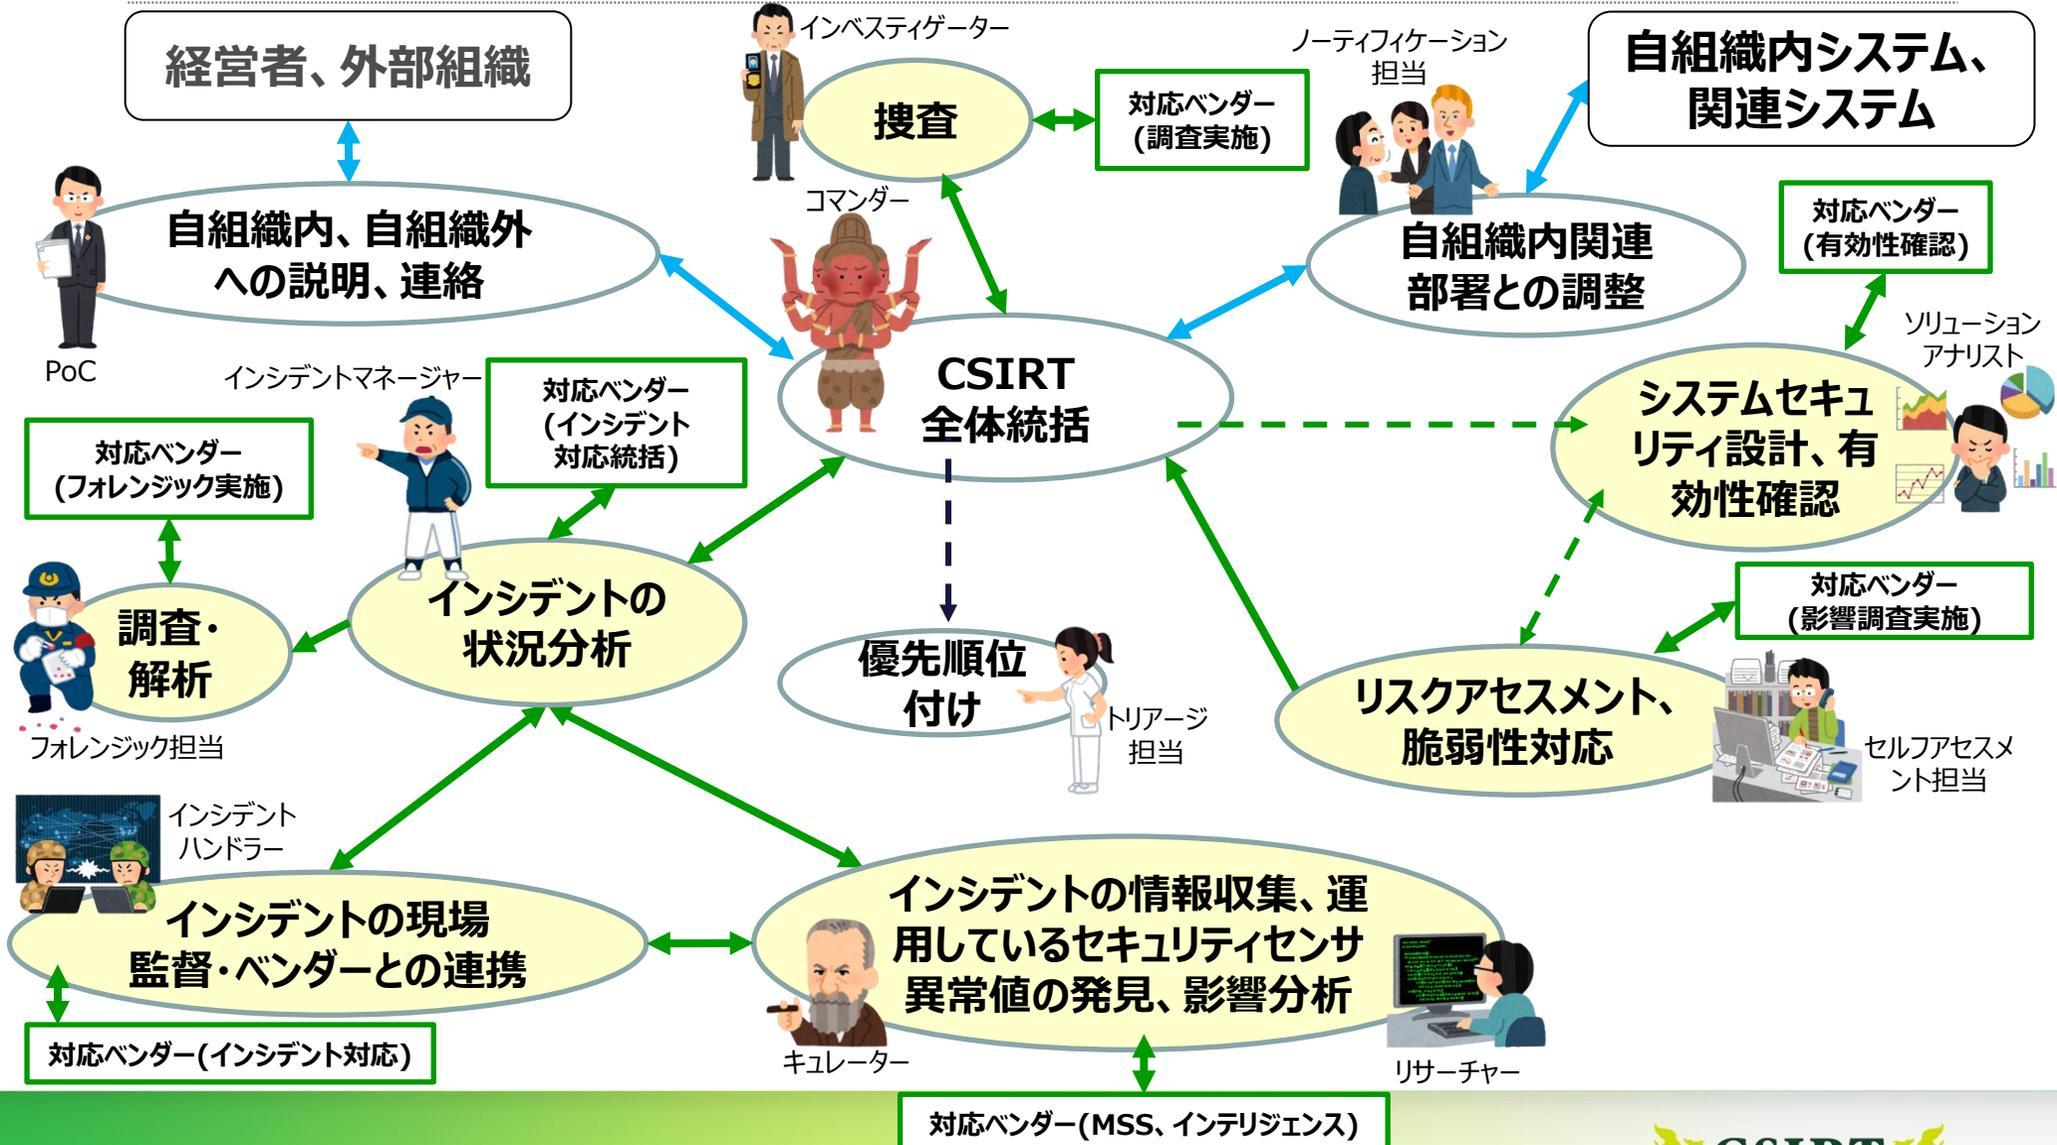 経営者、外部組織
インベスティゲーター
捜査
対応ベンダー
(調査実施)
ノーティフィケーション
担当
自組織内システム、
関連システム
自組織内、自組織外
への説明、連絡
PoC
コマンダー
自組織内関連
部署との調整
対応ベンダー
(有効性確認)
ソリューション
アナリスト
インシデントマネージャー
対応ベンダー
(インシデント
対応統括)
CSIRT
全体統括
システムセキュ
リティ設計、有
効性確認
対応ベンダー
(フォレンジック実施)
インシデントの
状況分析
調査・
解析
フォレンジック担当
優先順位
付け
トリアージ
担当
対応ベンダー
(影響調査実施)
リスクアセスメント、
脆弱性対応
セルフアセスメ
ント担当
インシデント
ハンドラー
インシデントの現場
監督・ベンダーとの連携
インシデントの情報収集、運
用しているセキュリティセンサ
異常値の発見、影響分析
キュレーター
リサーチャー
対応ベンダー(インシデント対応)
対応ベンダー(MSS、インテリジェンス)
CSIRT